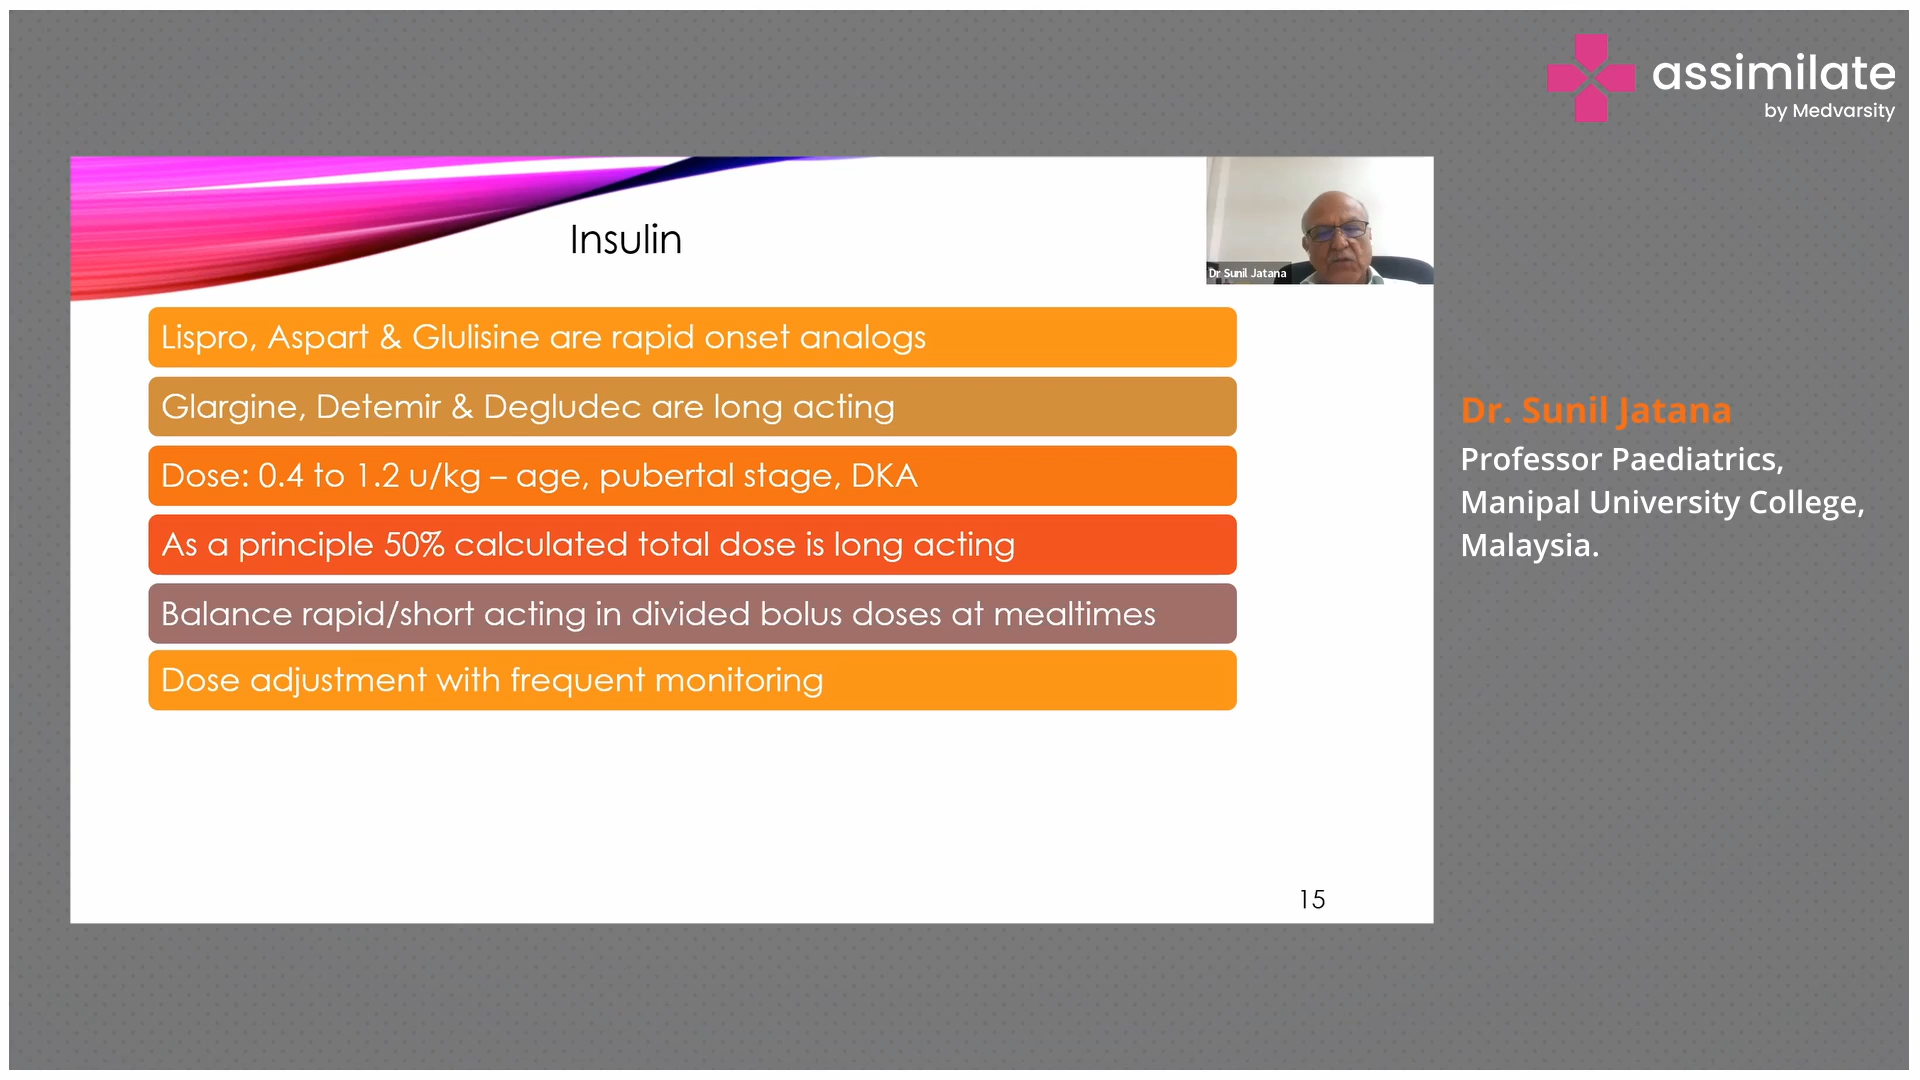 assimilate
by Medvarsity
Insulin
Dr Sunil Jatana
Lispro, Aspart & Glulisine are rapid onset analogs
Glargine, Detemir & Degludec are long acting
Dose: 0.4 to 1.2 u/kg – age, pubertal stage, DKA
As a principle 50% calculated total dose is long acting
Balance rapid/short acting in divided bolus doses at mealtimes
Dose adjustment with frequent monitoring
15
Dr. Sunil Jatana
Professor Paediatrics,
Manipal University College,
Malaysia.